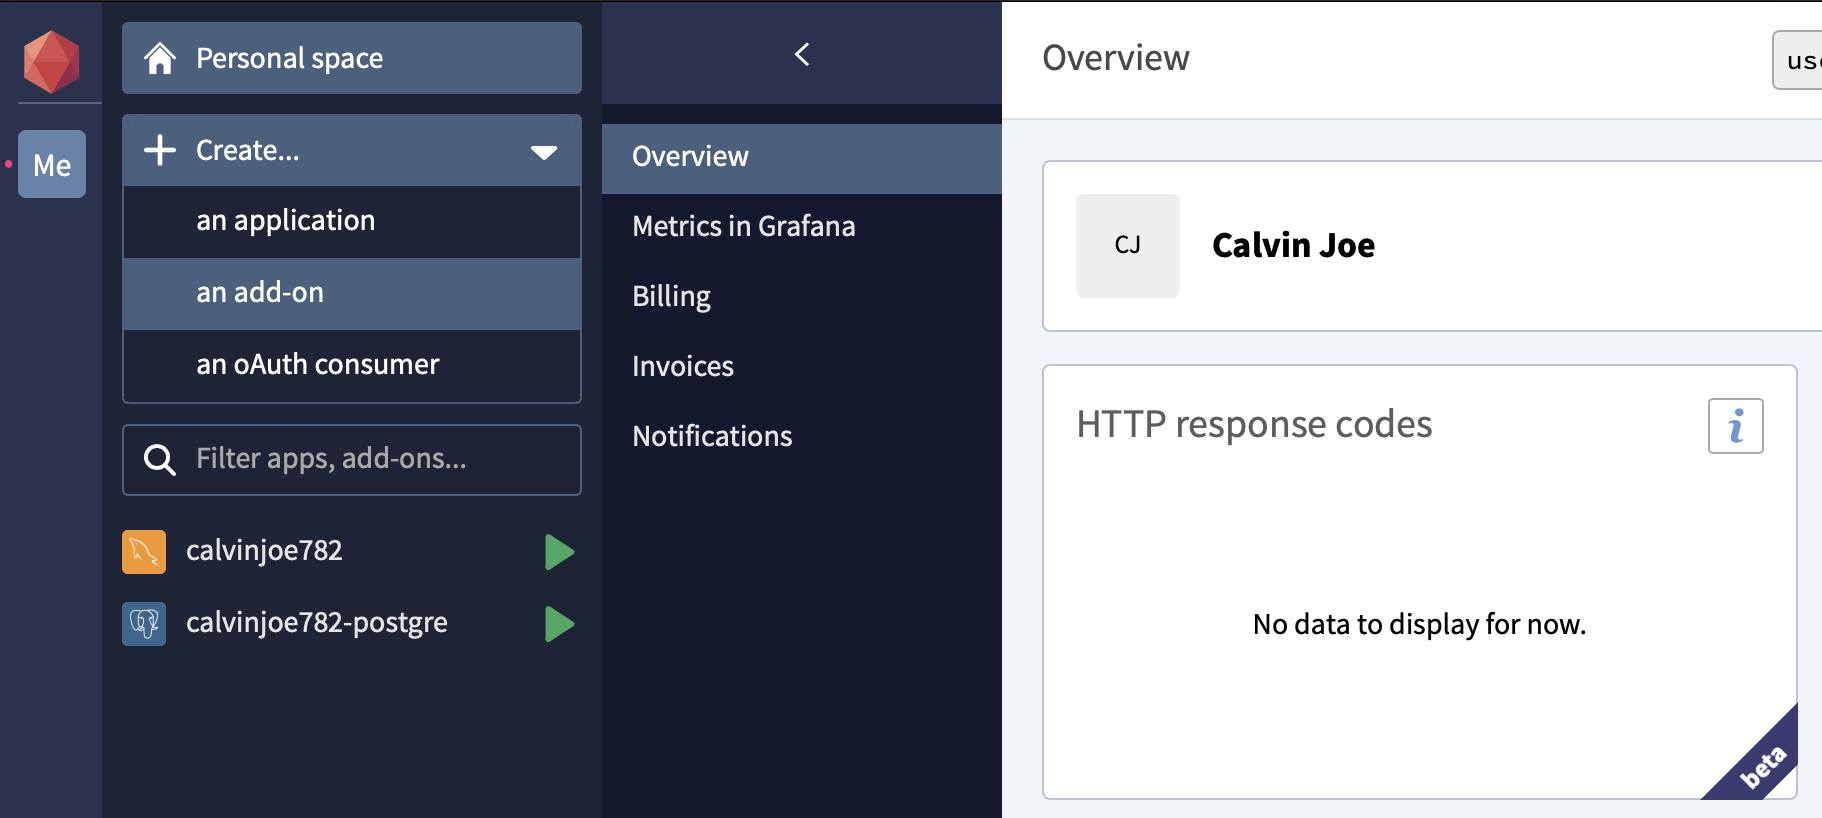 Me
Personal space
Create...
an application
an add-on
an oAuth consumer
Filter apps, add-ons...
calvinjoe782
calvinjoe782-postgre
Overview
Metrics in Grafana
Billing
Invoices
Notifications
Overview
CJ
Calvin Joe
HTTP response codes
i
No data to display for now.
beta